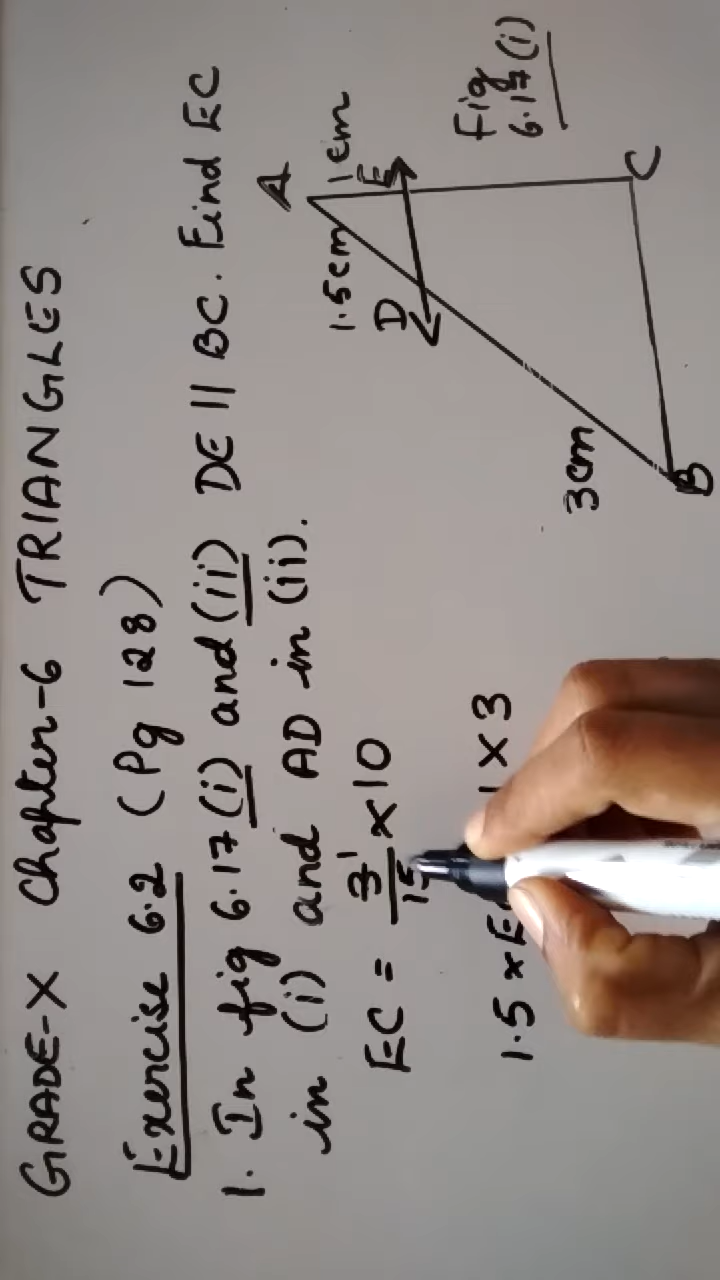 GRADE-X Chapter-6 TRIANGLES
Exercise 6.2 (Pg 128)
1. In fig 6.17 (i) and (ii) DE || BC. Find EC
in (i) and AD in (ii).
EC = 3/15 x 10
1
1.5 x E
1 x 3
A
1.5cm
1cm
D
E
3cm
B
C
Fig
6.17(i)